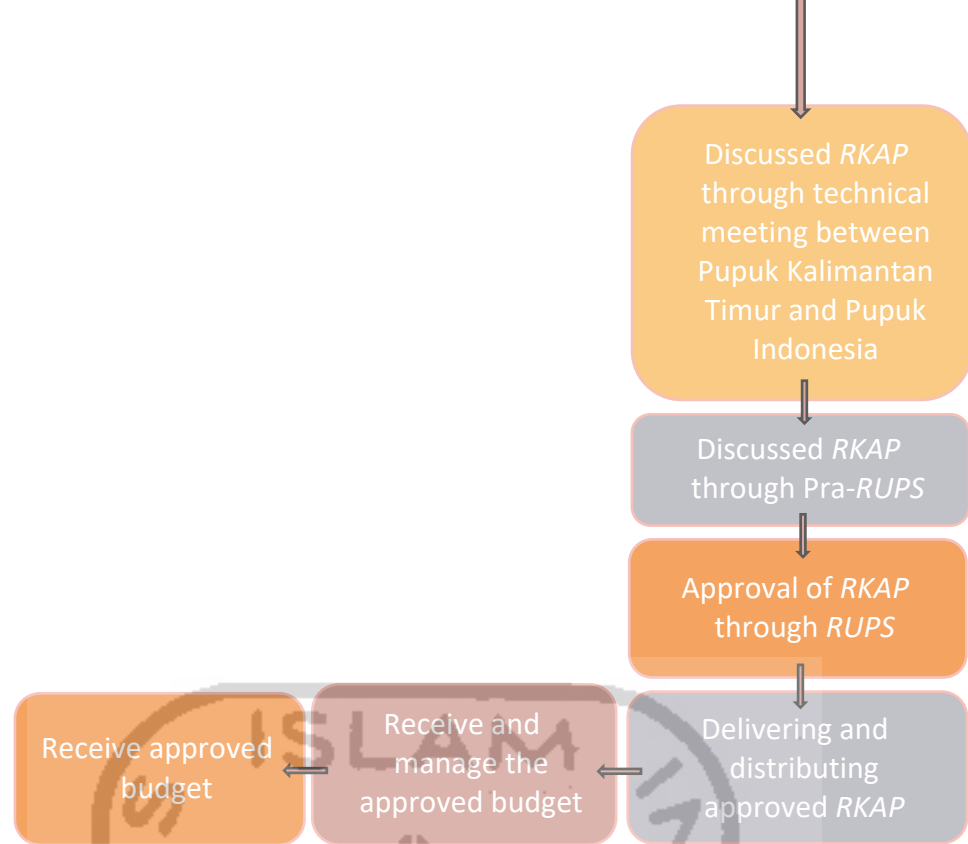 Discussed RKAP
through technical
meeting between
Pupuk Kalimantan
Timur and Pupuk
Indonesia
Discussed RKAP
through Pra-RUPS
Approval of RKAP
through RUPS
Delivering and
distributing
approved RKAP
Receive and
manage the
approved budget
Receive approved
budget
ISLAM